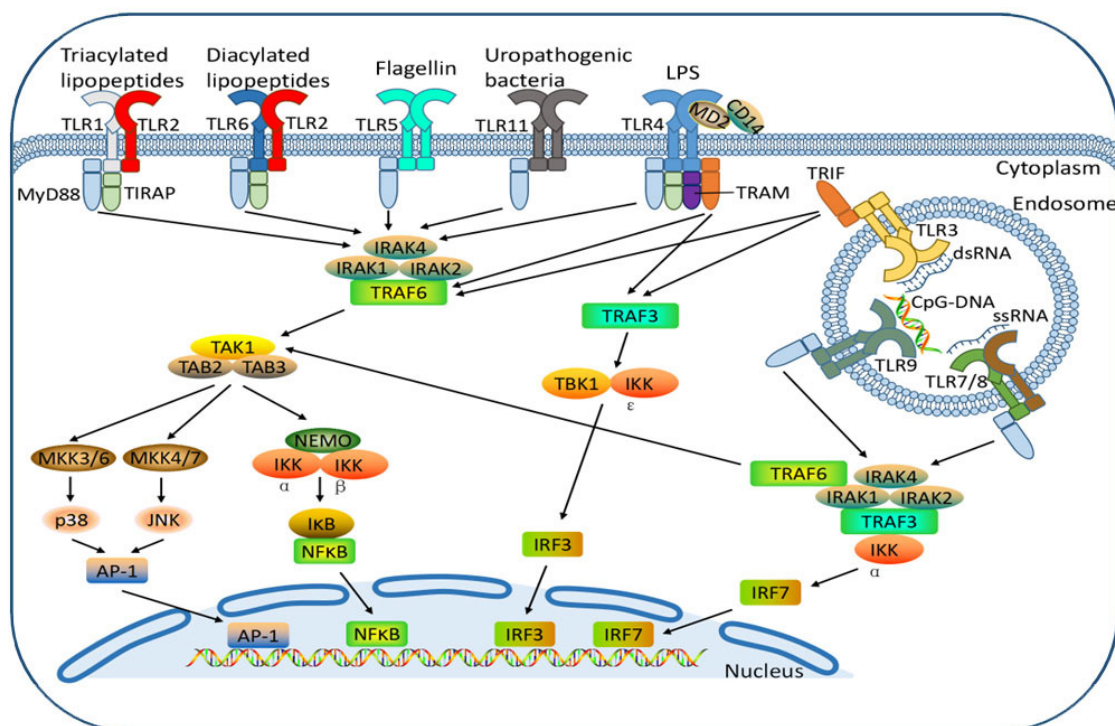 Triacylated
lipopeptides
Diacylated
lipopeptides
Flagellin
Uropathogenic
bacteria
LPS
TLR1
TLR2
TLR6
TLR2
TLR5
TLR11
TLR4
MD2
CD14
Cytoplasm
MyD88
TIRAP
TRAM
TRIF
Endosome
TLR3
dsRNA
IRAK4
IRAK1
IRAK2
TRAF6
CpG-DNA
ssRNA
TRAF3
TLR9
TLR7/8
TAK1
TAB2
TAB3
TBK1
IKK
ε
NEMO
MKK3/6
MKK4/7
IKK
IKK
α
β
TRAF6
IRAK4
IRAK1
IRAK2
TRAF3
p38
JNK
IκB
NFκB
IRF3
IKK
α
AP-1
IRF7
AP-1
NFκB
IRF3
IRF7
Nucleus